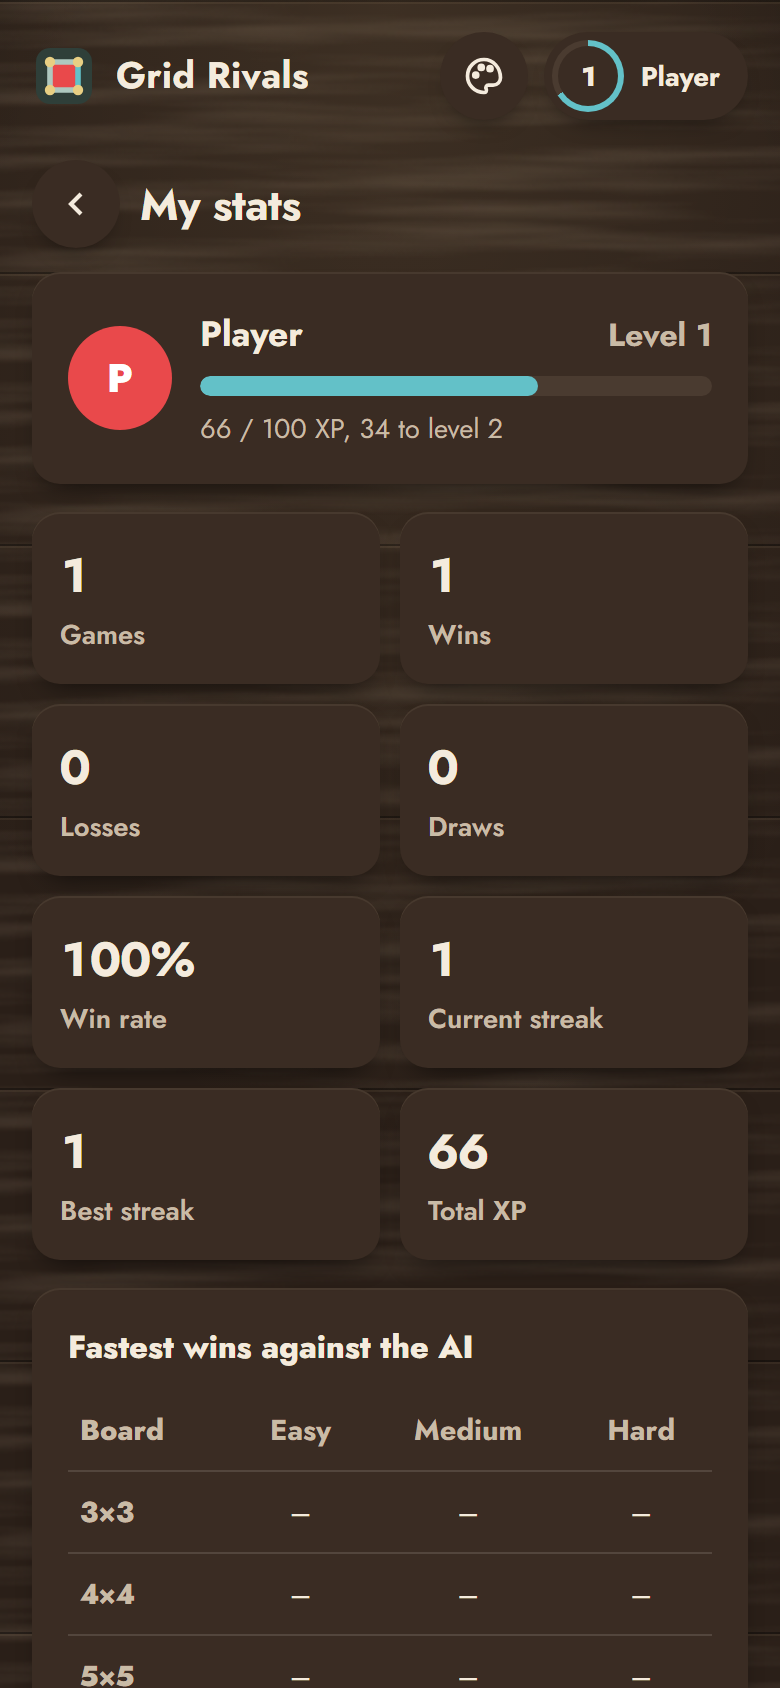 Grid Rivals
1 Player
My stats
P
Player Level 1
66 / 100 XP, 34 to level 2
1 1
Games Wins
0 0
Losses Draws
100% 1
Win rate Current streak
1 66
Best streak Total XP
Fastest wins against the AI
Board Easy Medium Hard
3×3 – – –
4×4 – – –
5×5 – – –